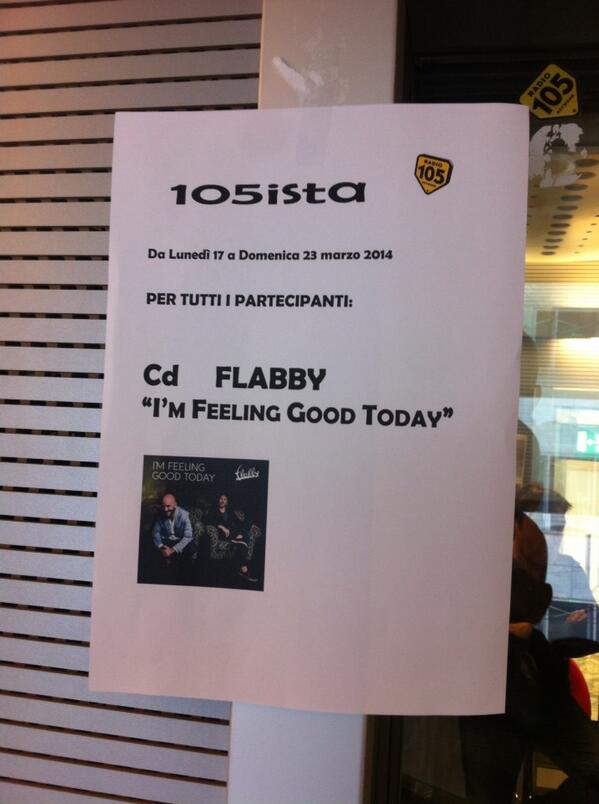 RADIO
105
NETWORK
105ista
RADIO
105
Da Lunedì 17 a Domenica 23 marzo 2014
PER TUTTI I PARTECIPANTI:
Cd FLABBY
“I’M FEELING GOOD TODAY”
I'M FEELING
GOOD TODAY
flabby